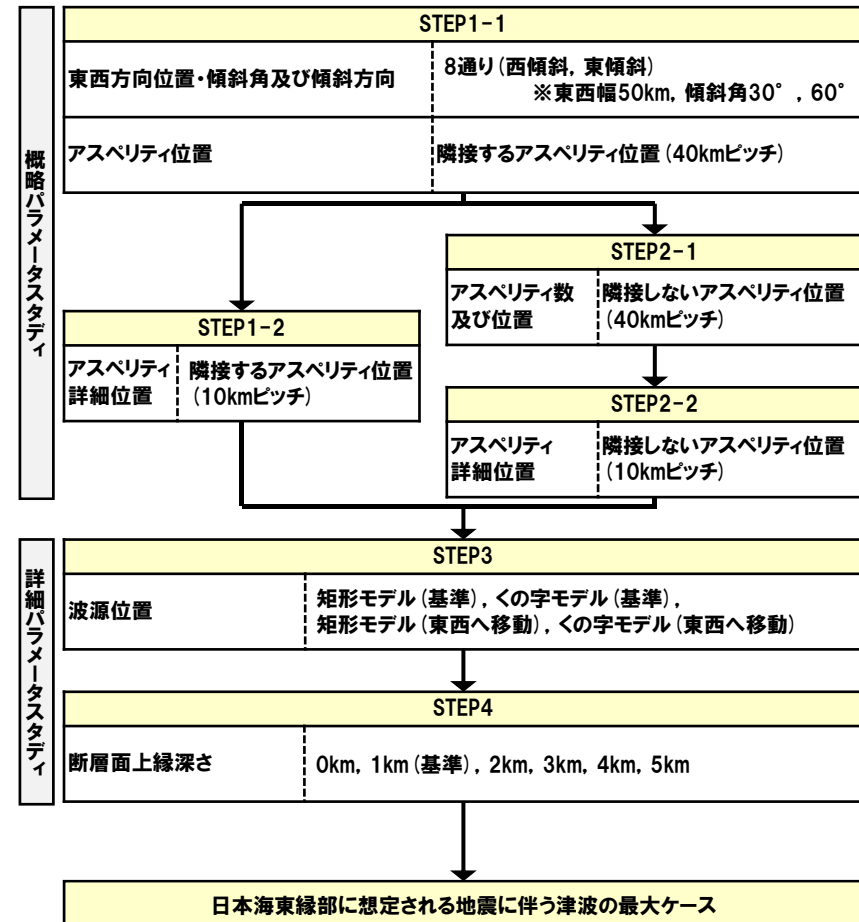 概略パラメータスタディ
STEP1-1
東西方向位置・傾斜角及び傾斜方向
8通り(西傾斜, 東傾斜)
※東西幅50km, 傾斜角30°, 60°
アスペリティ位置
隣接するアスペリティ位置(40kmピッチ)
STEP1-2
アスペリティ
詳細位置
隣接するアスペリティ位置
(10kmピッチ)
STEP2-1
アスペリティ数
及び位置
隣接しないアスペリティ位置
(40kmピッチ)
STEP2-2
アスペリティ
詳細位置
隣接しないアスペリティ位置
(10kmピッチ)
詳細パラメータスタディ
STEP3
波源位置
矩形モデル(基準), くの字モデル(基準),
矩形モデル(東西へ移動), くの字モデル(東西へ移動)
STEP4
断層面上縁深さ
0km, 1km(基準), 2km, 3km, 4km, 5km
日本海東縁部に想定される地震に伴う津波の最大ケース